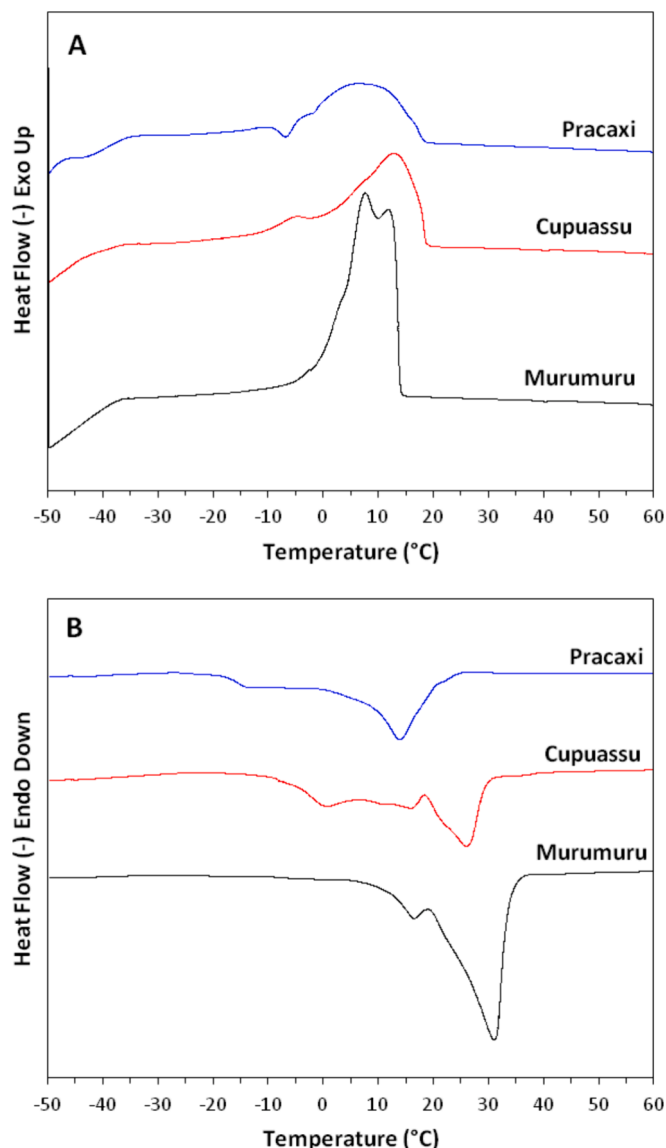 A
Pracaxi
Cupuassu
Murumuru
Heat Flow (-) Exo Up
-50 -40 -30 -20 -10 0 10 20 30 40 50 60
Temperature (°C)
B
Pracaxi
Cupuassu
Murumuru
Heat Flow (-) Endo Down
-50 -40 -30 -20 -10 0 10 20 30 40 50 60
Temperature (°C)